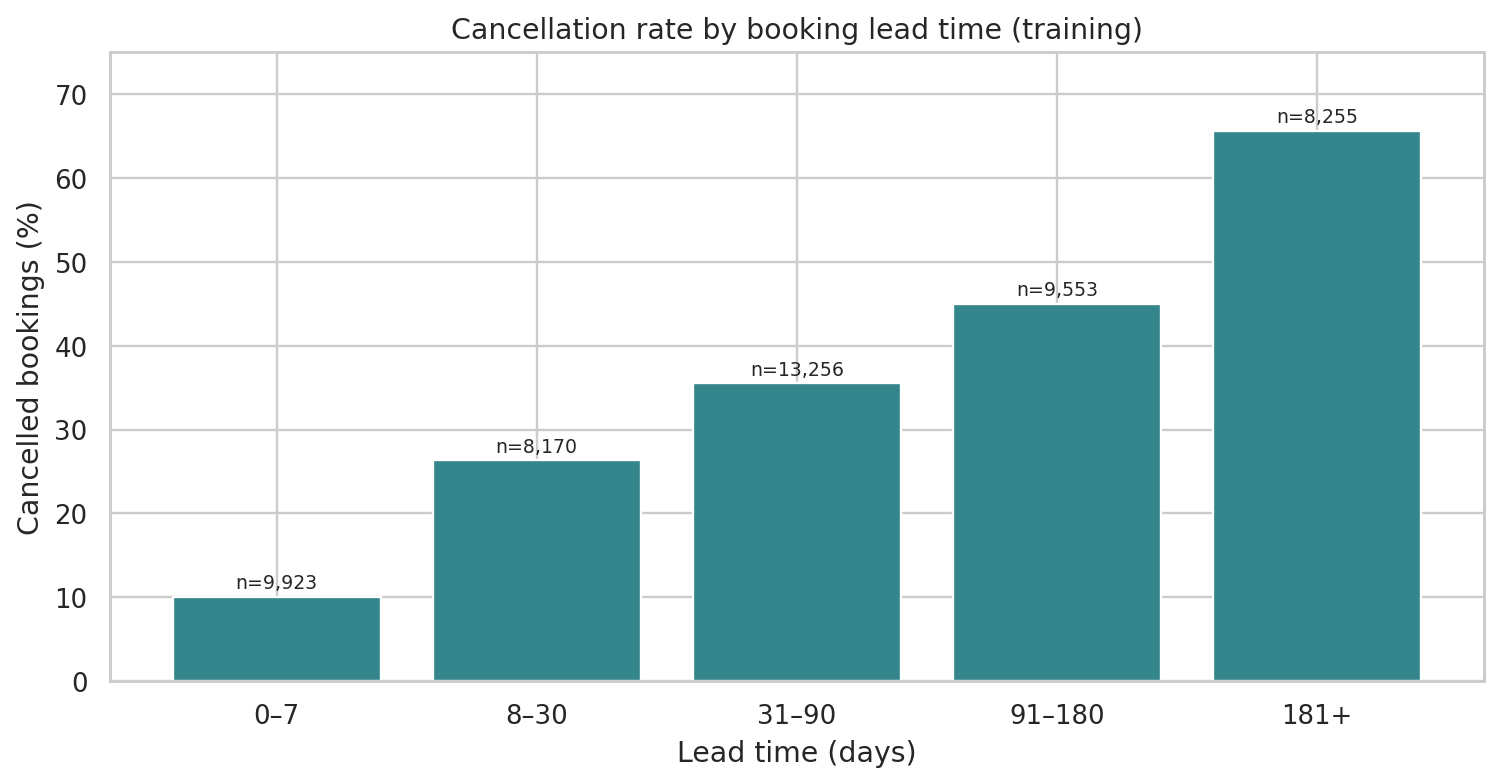 Cancellation rate by booking lead time (training)
Cancelled bookings (%)
70
60
50
40
30
20
10
0
n=9,923
n=8,170
n=13,256
n=9,553
n=8,255
0–7
8–30
31–90
91–180
181+
Lead time (days)